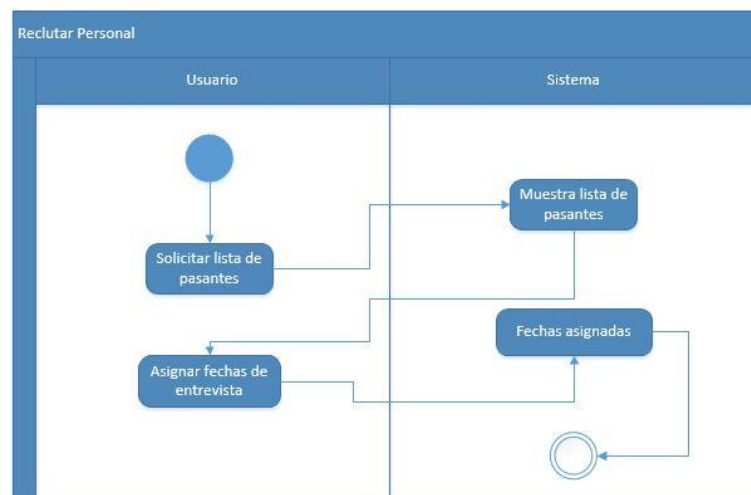 Reclutar Personal
Usuario
Sistema
Muestra lista de
pasantes
Solicitar lista de
pasantes
Fechas asignadas
Asignar fechas de
entrevista